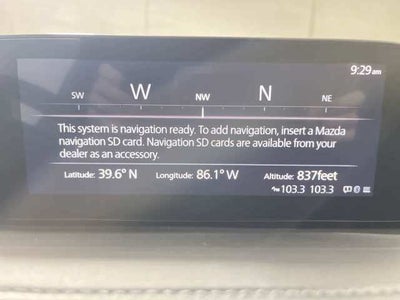 9:29am
SW W NW N NE
This system is navigation ready. To add navigation, insert a Mazda
navigation SD card. Navigation SD cards are available from your
dealer as an accessory.
Latitude: 39.6° N Longitude: 86.1° W Altitude: 837feet
103.3 103.3